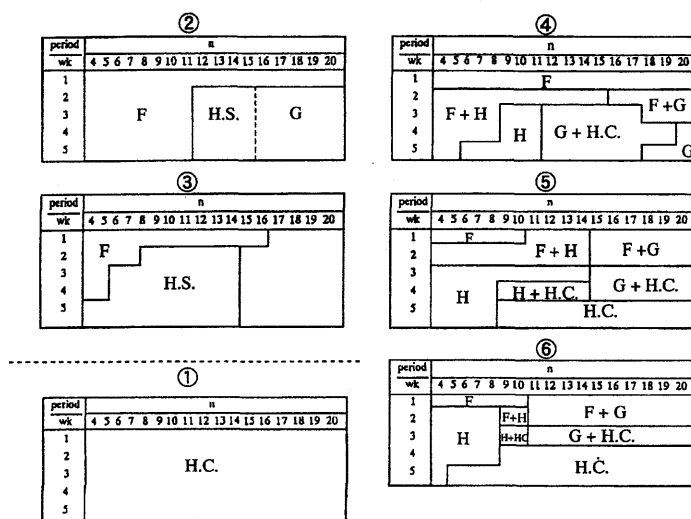 ②
period n
wk 4 5 6 7 8 9 10 11 12 13 14 15 16 17 18 19 20
1
2
3 F H.S. G
4
5
③
period n
wk 4 5 6 7 8 9 10 11 12 13 14 15 16 17 18 19 20
1
2 F
3
4 H.S.
5
①
period n
wk 4 5 6 7 8 9 10 11 12 13 14 15 16 17 18 19 20
1
2 H.C.
3
4
5
④
period n
wk 4 5 6 7 8 9 10 11 12 13 14 15 16 17 18 19 20
1 F
2 F+G
3 F+H
4 H G+H.C.
5 G
⑤
period n
wk 4 5 6 7 8 9 10 11 12 13 14 15 16 17 18 19 20
1 F
2 F+H F+G
3
4 H H+H.C. G+H.C.
5 H.C.
⑥
period n
wk 4 5 6 7 8 9 10 11 12 13 14 15 16 17 18 19 20
1 F
2 F+H F+G
3 H H+HC G+H.C.
4
5 H.C.